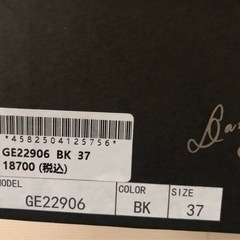 *4582504125756*
GE22906 BK 37
18700 (税込)
MODEL
GE22906
COLOR
BK
SIZE
37